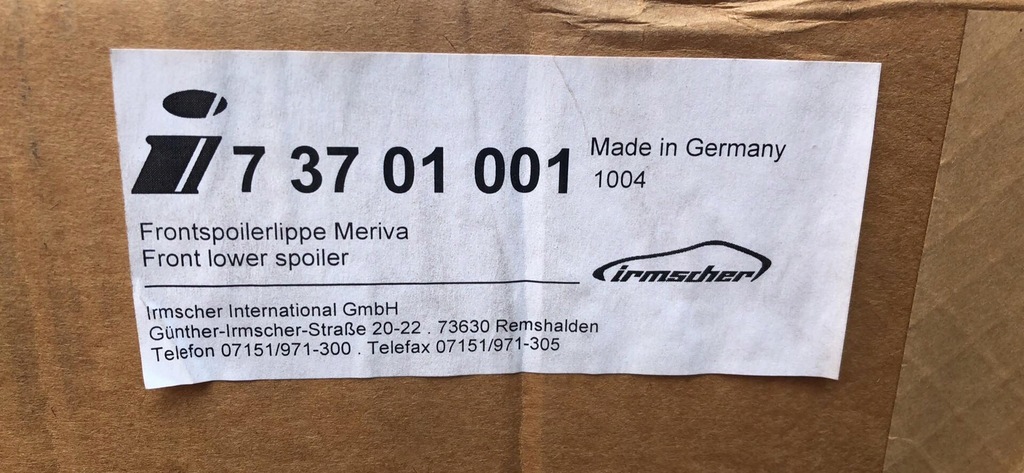 i 7 37 01 001
Made in Germany
1004
Frontspoilerlippe Meriva
Front lower spoiler
irmscher
Irmscher International GmbH
Günther-Irmscher-Straße 20-22 . 73630 Remshalden
Telefon 07151/971-300 . Telefax 07151/971-305